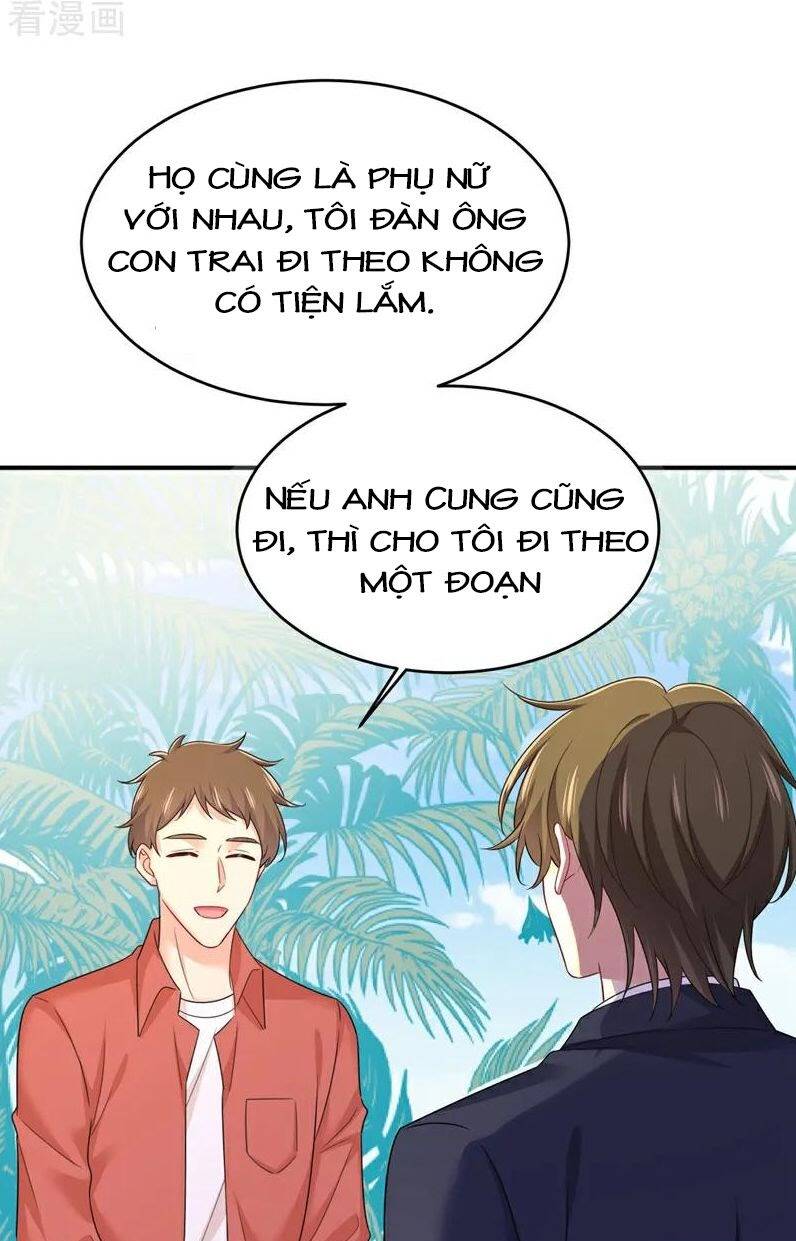 看漫画
HỌ CÙNG LÀ PHỤ NỮ
VỚI NHAU, TÔI ĐÀN ÔNG
CON TRAI ĐI THEO KHÔNG
CÓ TIỆN LẮM.
NẾU ANH CUNG CŨNG
ĐI, THÌ CHO TÔI ĐI THEO
MỘT ĐOẠN